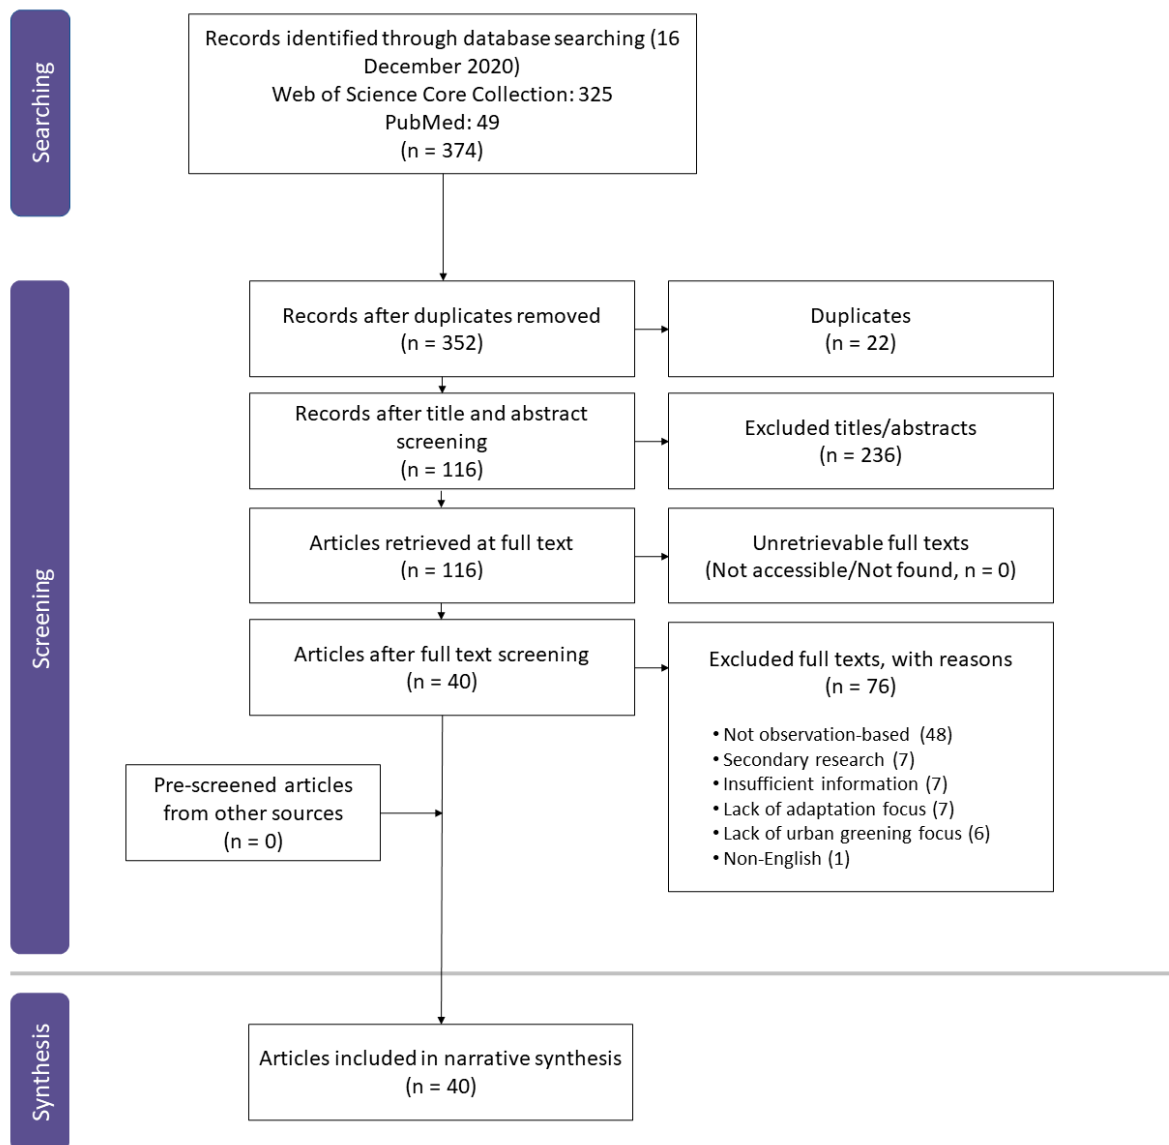 Searching
Records identified through database searching (16
December 2020)
Web of Science Core Collection: 325
PubMed: 49
(n = 374)
Screening
Records after duplicates removed
(n = 352)
Duplicates
(n = 22)
Records after title and abstract
screening
(n = 116)
Excluded titles/abstracts
(n = 236)
Articles retrieved at full text
(n = 116)
Unretrievable full texts
(Not accessible/Not found, n = 0)
Articles after full text screening
(n = 40)
Excluded full texts, with reasons
(n = 76)
• Not observation-based (48)
• Secondary research (7)
• Insufficient information (7)
• Lack of adaptation focus (7)
• Lack of urban greening focus (6)
• Non-English (1)
Pre-screened articles
from other sources
(n = 0)
Synthesis
Articles included in narrative synthesis
(n = 40)